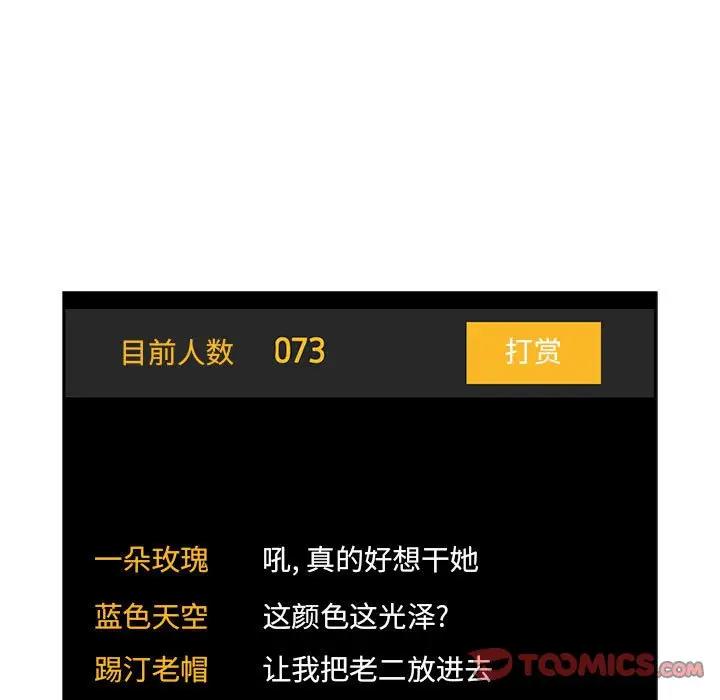 目前人数 073 打赏
一朵玫瑰 吼, 真的好想干她
蓝色天空 这颜色这光泽?
踢汀老帽 让我把老二放进去
TOOMICS.com